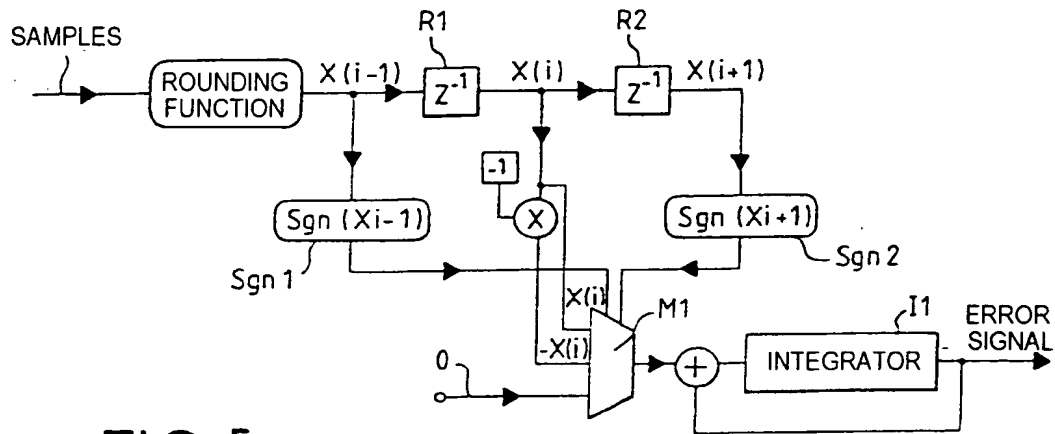 SAMPLES
ROUNDING
FUNCTION
X(i-1)
R1
Z⁻¹
X(i)
R2
Z⁻¹
X(i+1)
-1
X
Sgn (Xi-1)
Sgn 1
Sgn (Xi+1)
Sgn 2
X(i)
-X(i)
0
M1
+
I1
INTEGRATOR
-
ERROR
SIGNAL